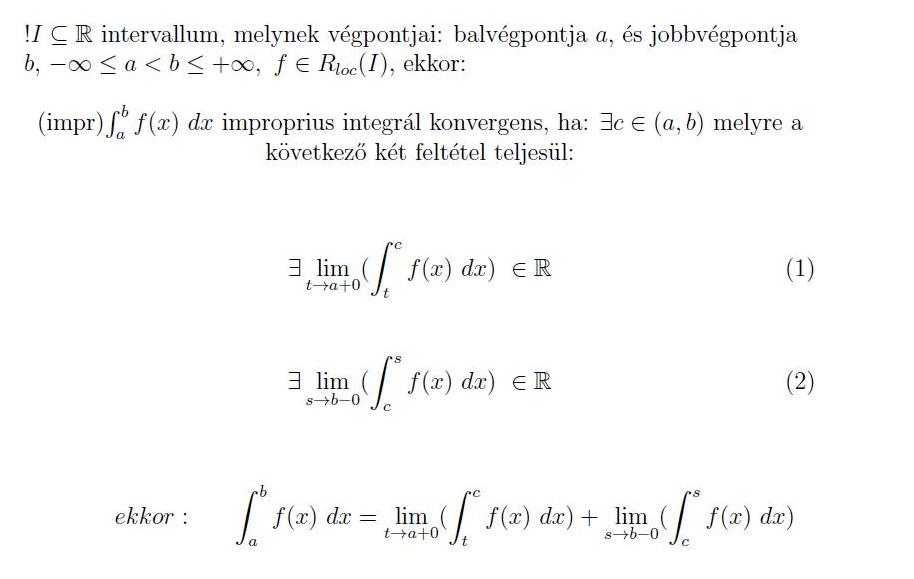 !I ⊆ ℝ intervallum, melynek végpontjai: balvégpontja a, és jobbvégpontja
b, −∞ ≤ a < b ≤ +∞, f ∈ R_{loc}(I), ekkor:
(impr)∫_a^b f(x) dx improprius integrál konvergens, ha: ∃c ∈ (a, b) melyre a
következő két feltétel teljesül:
∃ lim_{t→a+0} (∫_t^c f(x) dx) ∈ ℝ (1)
∃ lim_{s→b−0} (∫_c^s f(x) dx) ∈ ℝ (2)
ekkor : ∫_a^b f(x) dx = lim_{t→a+0} (∫_t^c f(x) dx) + lim_{s→b−0} (∫_c^s f(x) dx)